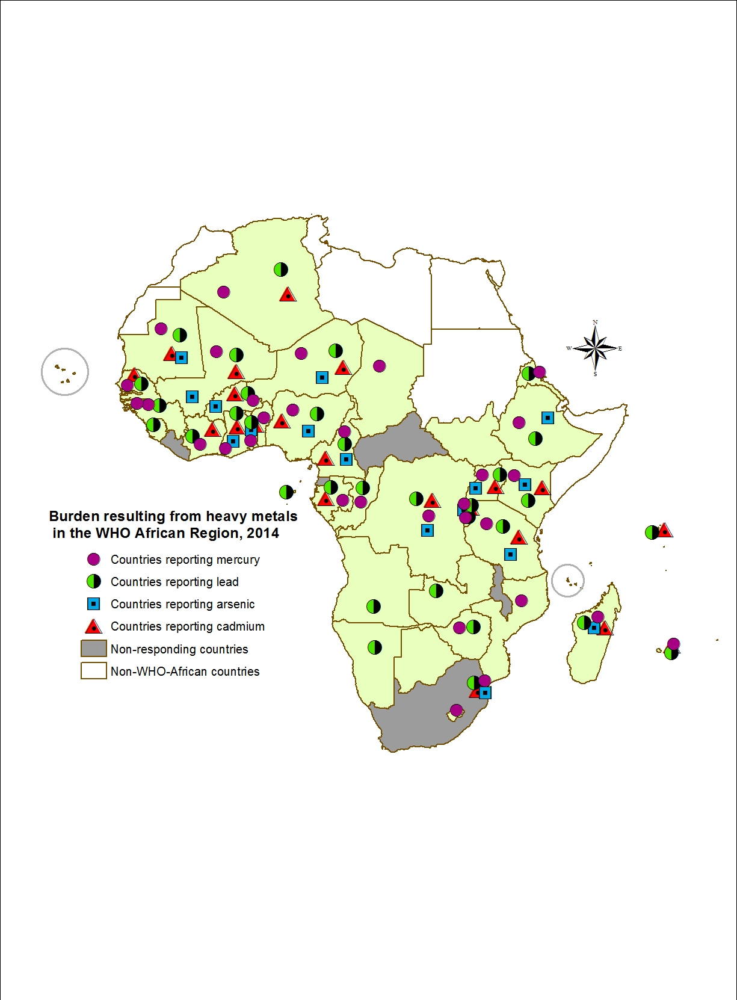 N
W E
S
Burden resulting from heavy metals
in the WHO African Region, 2014
Countries reporting mercury
Countries reporting lead
Countries reporting arsenic
Countries reporting cadmium
Non-responding countries
Non-WHO-African countries